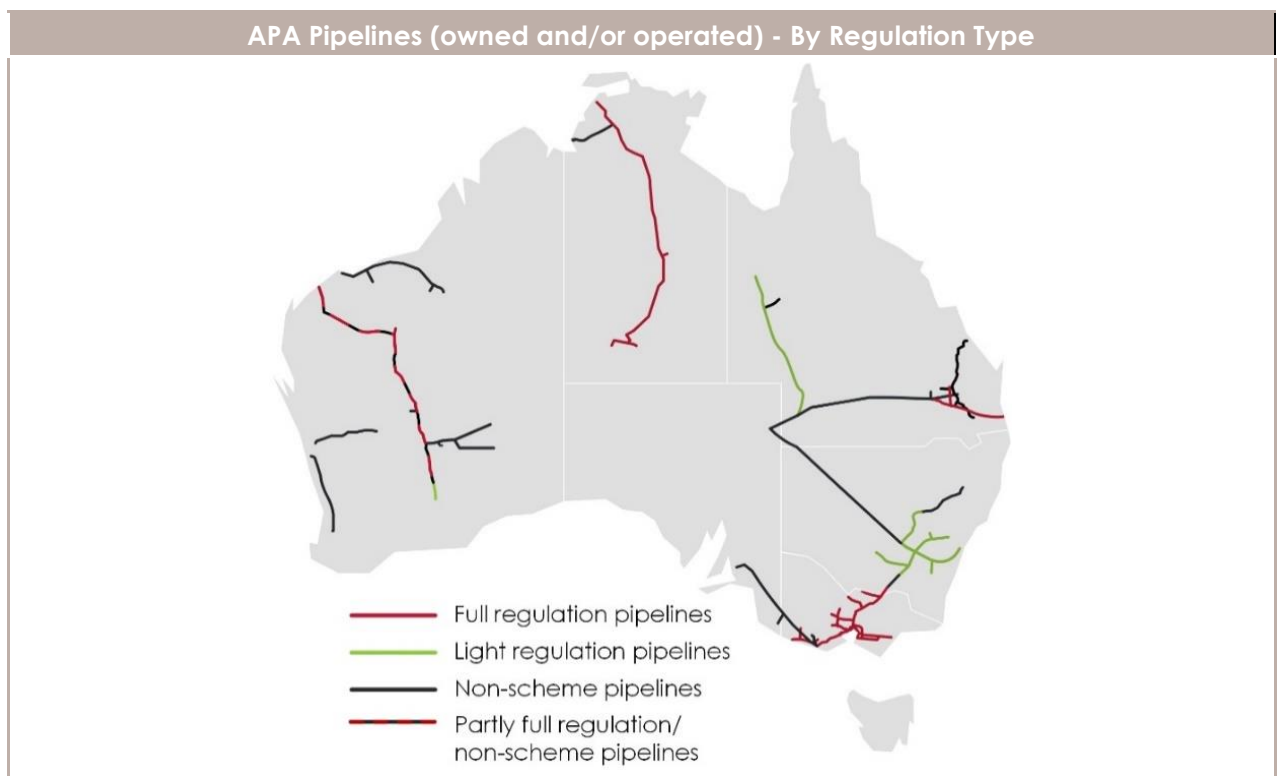 APA Pipelines (owned and/or operated) - By Regulation Type
Full regulation pipelines
Light regulation pipelines
Non-scheme pipelines
Partly full regulation/
non-scheme pipelines